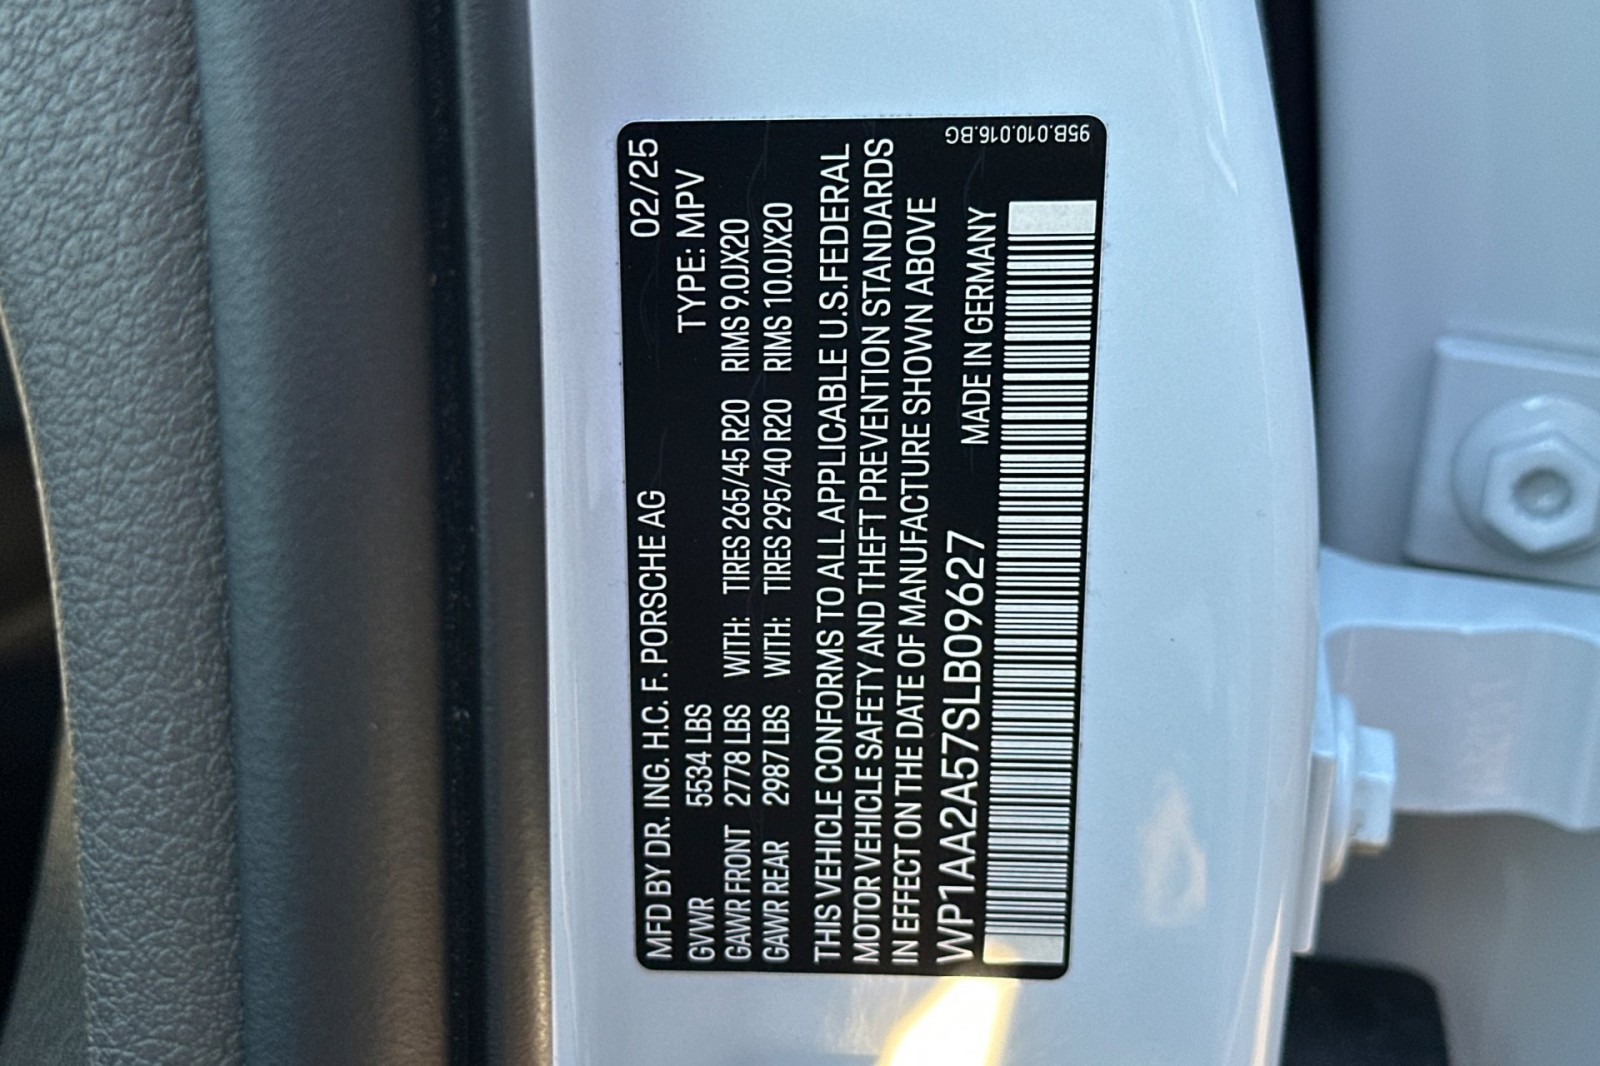 MFD BY DR. ING. H.C. F. PORSCHE AG 02/25
GVWR 5534 LBS TYPE: MPV
GAWR FRONT 2778 LBS WITH: TIRES 265/45 R20 RIMS 9.0JX20
GAWR REAR 2987 LBS WITH: TIRES 295/40 R20 RIMS 10.0JX20
THIS VEHICLE CONFORMS TO ALL APPLICABLE U.S.FEDERAL
MOTOR VEHICLE SAFETY AND THEFT PREVENTION STANDARDS
IN EFFECT ON THE DATE OF MANUFACTURE SHOWN ABOVE
WP1AA2A57SLB09627 MADE IN GERMANY
95B.010.016.BG